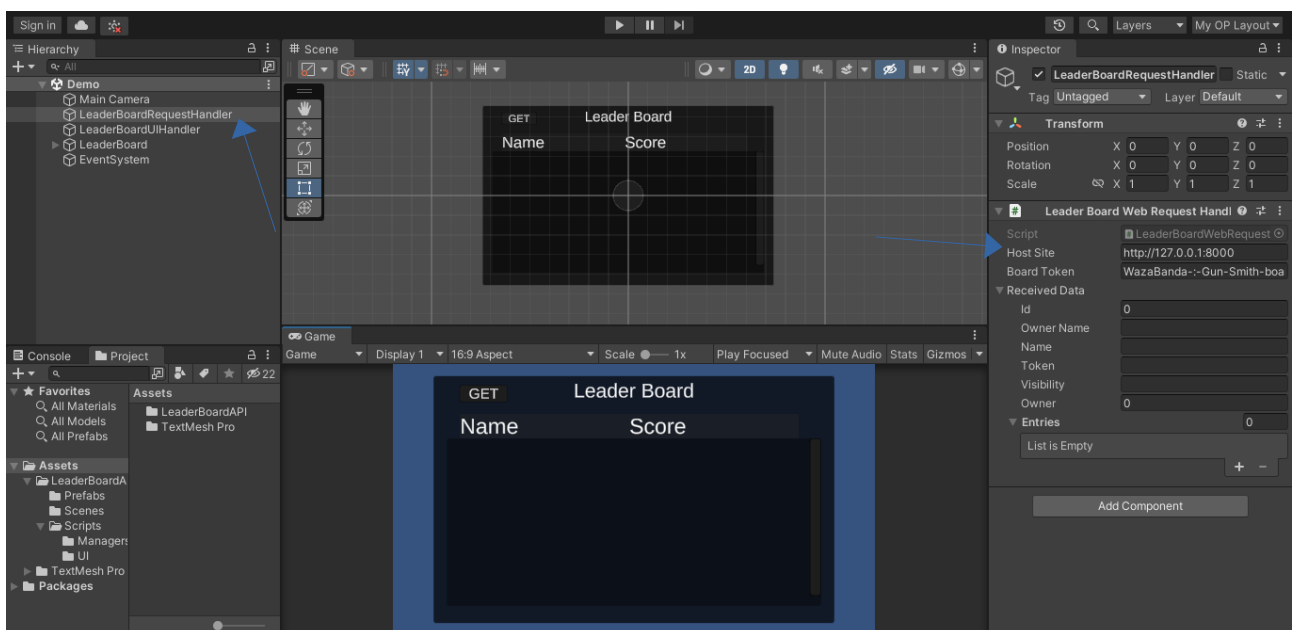 Sign in
Layers
My OP Layout
Hierarchy
All
Demo
Main Camera
LeaderBoardRequestHandler
LeaderBoardUIHandler
LeaderBoard
EventSystem
Scene
2D
GET Leader Board
Name Score
Game
Game Display 1 16:9 Aspect Scale 1x Play Focused Mute Audio Stats Gizmos
GET Leader Board
Name Score
Console Project
22
Favorites
All Materials
All Models
All Prefabs
Assets
LeaderBoardA
Prefabs
Scenes
Scripts
Managers
UI
TextMesh Pro
Packages
Assets
LeaderBoardAPI
TextMesh Pro
Inspector
LeaderBoardRequestHandler Static
Tag Untagged Layer Default
Transform
Position X 0 Y 0 Z 0
Rotation X 0 Y 0 Z 0
Scale X 1 Y 1 Z 1
# Leader Board Web Request Handl
Script LeaderBoardWebRequest
Host Site http://127.0.0.1:8000
Board Token WazaBanda-:-Gun-Smith-boa
Received Data
Id 0
Owner Name
Name
Token
Visibility
Owner 0
Entries 0
List is Empty
+ −
Add Component